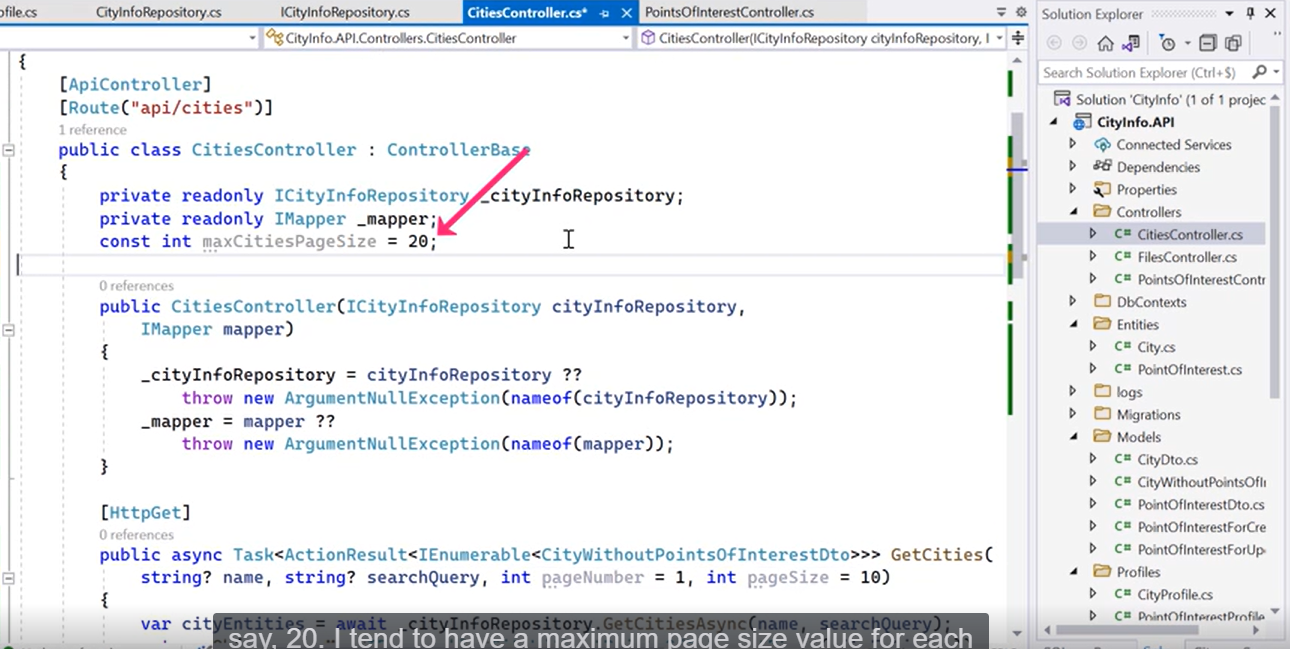 ofile.cs CityInfoRepository.cs ICityInfoRepository.cs CitiesController.cs* PointsOfInterestController.cs
CityInfo.API.Controllers.CitiesController CitiesController(ICityInfoRepository cityInfoRepository, I
{
[ApiController]
[Route("api/cities")]
1 reference
public class CitiesController : ControllerBase
{
private readonly ICityInfoRepository _cityInfoRepository;
private readonly IMapper _mapper;
const int maxCitiesPageSize = 20;
0 references
public CitiesController(ICityInfoRepository cityInfoRepository,
IMapper mapper)
{
_cityInfoRepository = cityInfoRepository ??
throw new ArgumentNullException(nameof(cityInfoRepository));
_mapper = mapper ??
throw new ArgumentNullException(nameof(mapper));
}
[HttpGet]
0 references
public async Task<ActionResult<IEnumerable<CityWithoutPointsOfInterestDto>>> GetCities(
string? name, string? searchQuery, int pageNumber = 1, int pageSize = 10)
{
var cityEntities = await _cityInfoRepository.GetCitiesAsync(name, searchQuery);
say, 20. I tend to have a maximum page size value for each
Solution Explorer
Search Solution Explorer (Ctrl+$)
Solution 'CityInfo' (1 of 1 projec
CityInfo.API
Connected Services
Dependencies
Properties
Controllers
C# CitiesController.cs
C# FilesController.cs
C# PointsOfInterestContr
DbContexts
Entities
C# City.cs
C# PointOfInterest.cs
logs
Migrations
Models
C# CityDto.cs
C# CityWithoutPointsOfI
C# PointOfInterestDto.cs
C# PointOfInterestForCre
C# PointOfInterestForUp
Profiles
C# CityProfile.cs
C# PointOfInterestProfile